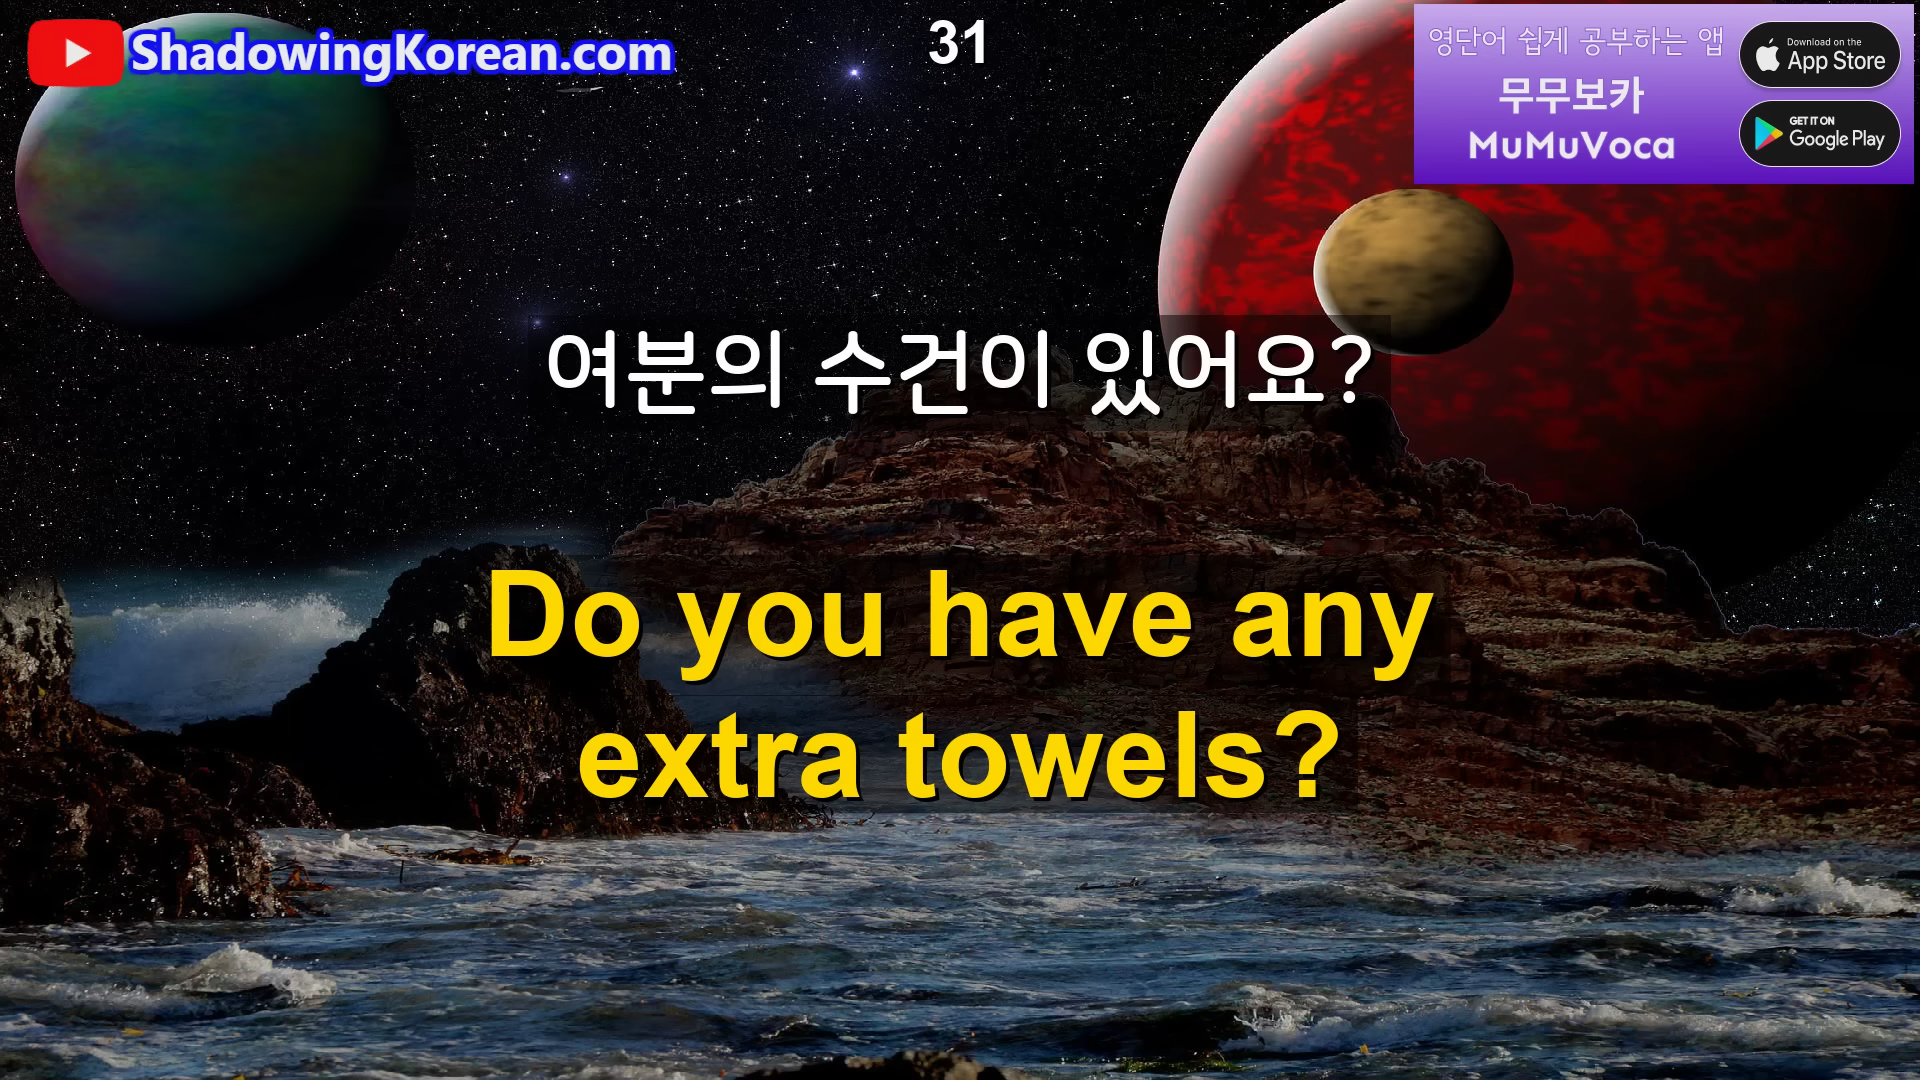 ShadowingKorean.com
31
영단어 쉽게 공부하는 앱
무무보카
MuMuVoca
Download on the
App Store
GET IT ON
Google Play
여분의 수건이 있어요?
Do you have any
extra towels?